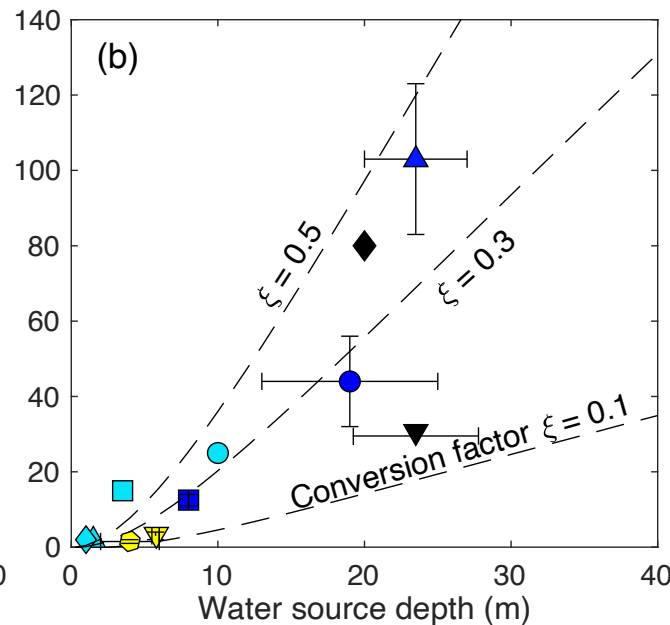 140
(b)
120
100
80
60
40
20
0
ξ = 0.5
ξ = 0.3
Conversion factor ξ = 0.1
0 0 10 20 30 40
Water source depth (m)